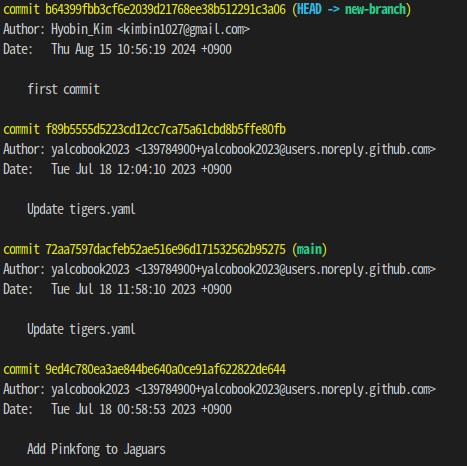 commit b64399fbb3cf6e2039d21768ee38b512291c3a06 (HEAD -> new-branch)
Author: Hyobin_Kim <kimbin1027@gmail.com>
Date:   Thu Aug 15 10:56:19 2024 +0900
    first commit
commit f89b5555d5223cd12cc7ca75a61cbd8b5ffe80fb
Author: yalcobook2023 <139784900+yalcobook2023@users.noreply.github.com>
Date:   Tue Jul 18 12:04:10 2023 +0900
    Update tigers.yaml
commit 72aa7597dacfeb52ae516e96d171532562b95275 (main)
Author: yalcobook2023 <139784900+yalcobook2023@users.noreply.github.com>
Date:   Tue Jul 18 11:58:10 2023 +0900
    Update tigers.yaml
commit 9ed4c780ea3ae844be640a0ce91af622822de644
Author: yalcobook2023 <139784900+yalcobook2023@users.noreply.github.com>
Date:   Tue Jul 18 00:58:53 2023 +0900
    Add Pinkfong to Jaguars